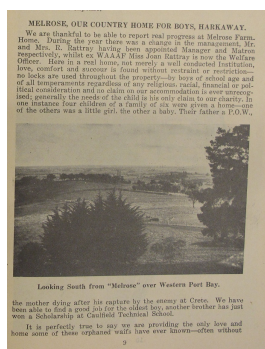 MELROSE, OUR COUNTRY HOME FOR BOYS, HARKAWAY.
We are thankful to be able to report real progress at Melrose Farm
Home. During the year there was a change in the management, Mr.
and Mrs. R. Rattray having been appointed Manager and Matron
respectively, whilst ex WAAAF Miss Joan Rattray is now the Welfare
Officer. Here in a real home, not merely a well conducted Institution,
love, comfort and succour is found without restraint or restriction—
no locks are used throughout the property—by boys of school age and
of all temperaments regardless of any religious, racial, financial or pol-
itical consideration and no claim on our accommodation is ever unrecog-
ised; generally the needs of the child is his only claim to our charity. In
one instance four children of a family of six were given a home—one
of the others was a little girl, the other a baby. Their father a P.O.W.,
Looking South from "Melrose" over Western Port Bay.
the mother dying after his capture by the enemy at Crete. We have
been able to find a good job for the oldest boy, another brother has just
won a Scholarship at Caulfield Technical School.
It is perfectly true to say we are providing the only love and
home some of these orphaned waifs have ever known—often without
9